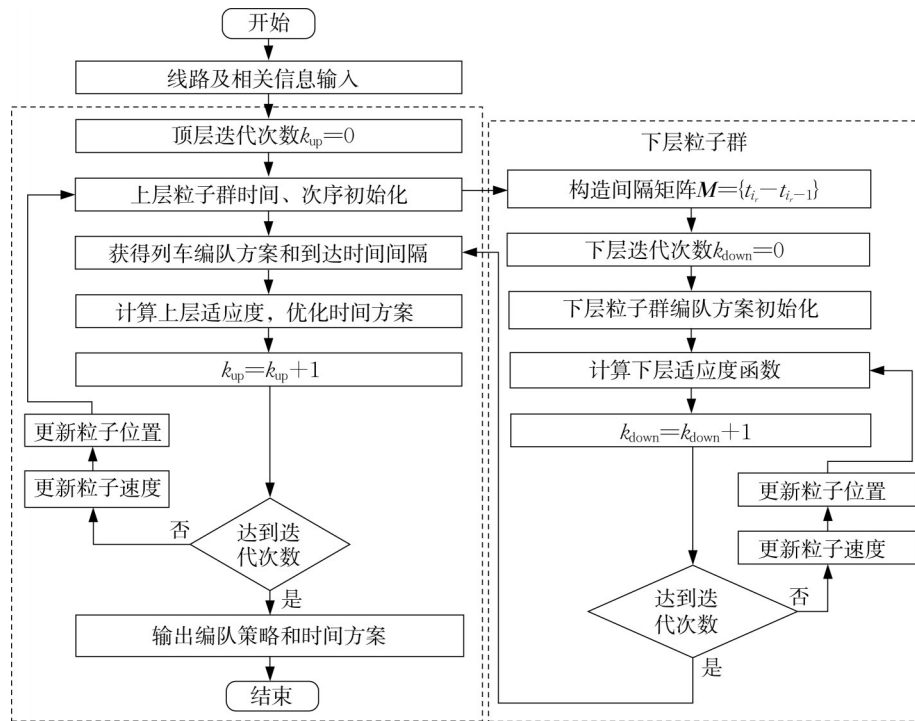 开始
线路及相关信息输入
顶层迭代次数k_up=0
上层粒子群时间、次序初始化
获得列车编队方案和到达时间间隔
计算上层适应度，优化时间方案
k_up=k_up+1
更新粒子位置
更新粒子速度
否
达到迭
代次数
是
输出编队策略和时间方案
结束
下层粒子群
构造间隔矩阵M={t_{i_r}-t_{i_r-1}}
下层迭代次数k_down=0
下层粒子群编队方案初始化
计算下层适应度函数
k_down=k_down+1
更新粒子位置
更新粒子速度
否
达到迭
代次数
是